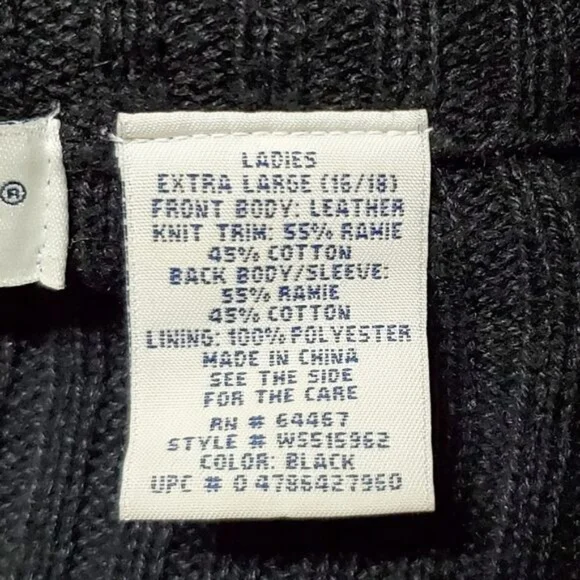 ®
LADIES
EXTRA LARGE (16/18)
FRONT BODY: LEATHER
KNIT TRIM: 55% RAMIE
45% COTTON
BACK BODY/SLEEVE:
55% RAMIE
45% COTTON
LINING: 100% POLYESTER
MADE IN CHINA
SEE THE SIDE
FOR THE CARE
RN # 64467
STYLE # W5515962
COLOR: BLACK
UPC # 0 4786427960